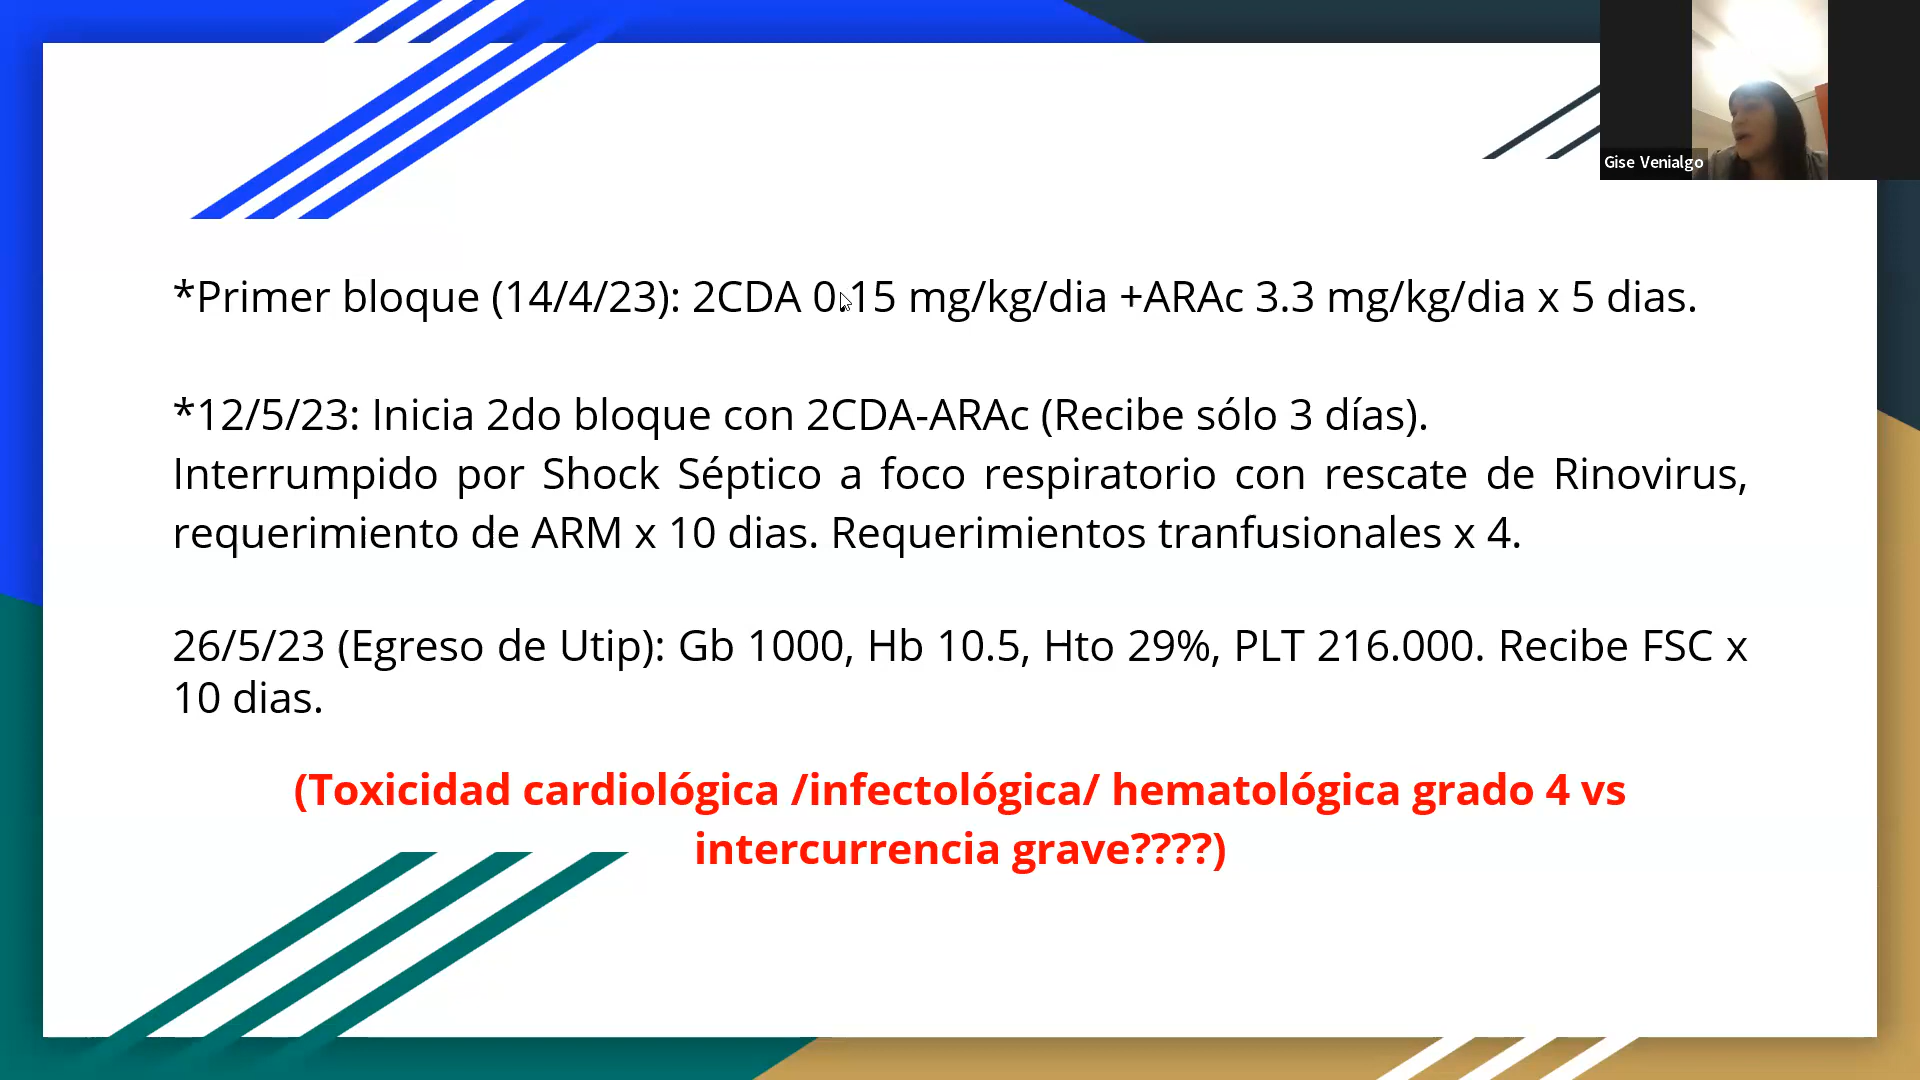 Gise Venialgo
*Primer bloque (14/4/23): 2CDA 0.15 mg/kg/dia +ARAc 3.3 mg/kg/dia x 5 dias.
*12/5/23: Inicia 2do bloque con 2CDA-ARAc (Recibe sólo 3 días).
Interrumpido por Shock Séptico a foco respiratorio con rescate de Rinovirus,
requerimiento de ARM x 10 dias. Requerimientos tranfusionales x 4.
26/5/23 (Egreso de Utip): Gb 1000, Hb 10.5, Hto 29%, PLT 216.000. Recibe FSC x
10 dias.
(Toxicidad cardiológica /infectológica/ hematológica grado 4 vs
intercurrencia grave????)